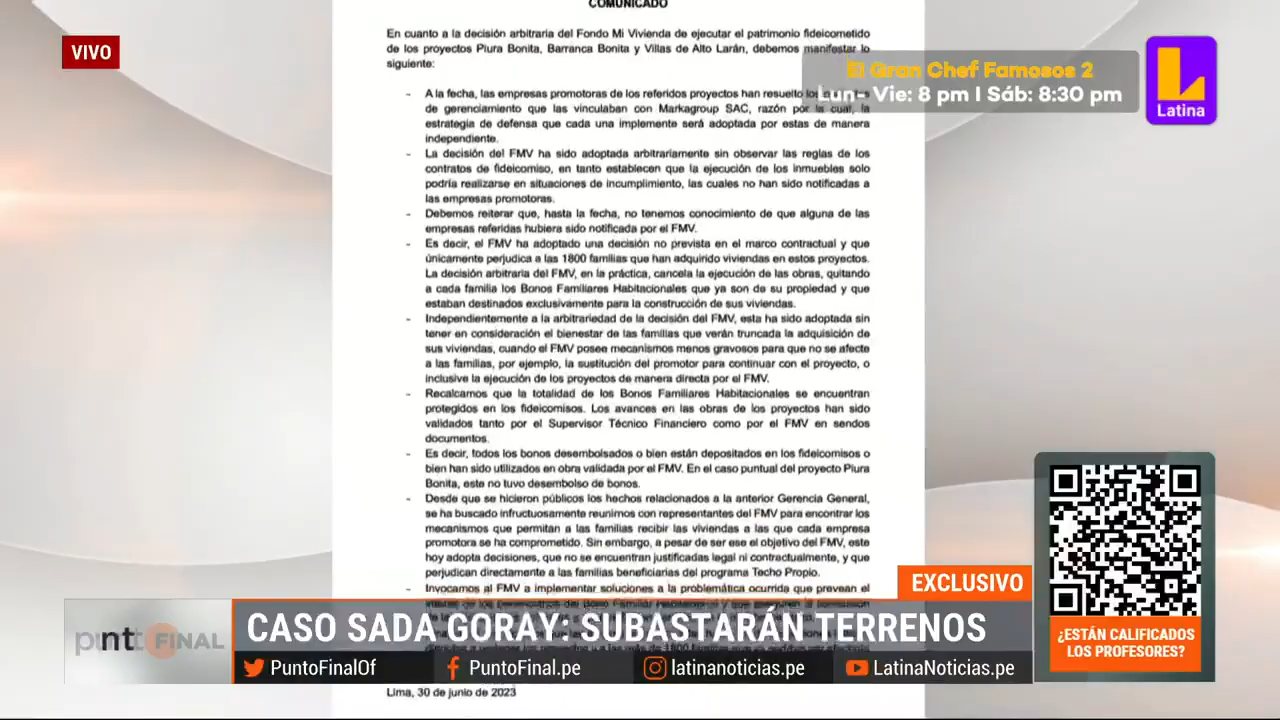 COMUNICADO
VIVO
En cuanto a la decisión arbitraria del Fondo Mi Vivienda de ejecutar el patrimonio fideicometido
de los proyectos Piura Bonita, Barranca Bonita y Villas de Alto Larán, debemos manifestar lo
siguiente:
El Gran Chef Famosos 2
Lun- Vie: 8 pm I Sáb: 8:30 pm
Latina
- A la fecha, las empresas promotoras de los referidos proyectos han resuelto los
de gerenciamiento que las vinculaban con Markagroup SAC, razón por la cual, la
estrategia de defensa que cada una implemente será adoptada por estas de manera
independiente.
- La decisión del FMV ha sido adoptada arbitrariamente sin observar las reglas de los
contratos de fideicomiso, en tanto establecen que la ejecución de los inmuebles solo
podría realizarse en situaciones de incumplimiento, las cuales no han sido notificadas a
las empresas promotoras.
- Debemos reiterar que, hasta la fecha, no tenemos conocimiento de que alguna de las
empresas referidas hubiera sido notificada por el FMV.
- Es decir, el FMV ha adoptado una decisión no prevista en el marco contractual y que
únicamente perjudica a las 1800 familias que han adquirido viviendas en estos proyectos.
La decisión arbitraria del FMV, en la práctica, cancela la ejecución de las obras, quitando
a cada familia los Bonos Familiares Habitacionales que ya son de su propiedad y que
estaban destinados exclusivamente para la construcción de sus viviendas.
- Independientemente a la arbitrariedad de la decisión del FMV, esta ha sido adoptada sin
tener en consideración el bienestar de las familias que verán truncada la adquisición de
sus viviendas, cuando el FMV posee mecanismos menos gravosos para que no se afecte
a las familias, por ejemplo, la sustitución del promotor para continuar con el proyecto, o
inclusive la ejecución de los proyectos de manera directa por el FMV.
- Recalcamos que la totalidad de los Bonos Familiares Habitacionales se encuentran
protegidos en los fideicomisos. Los avances en las obras de los proyectos han sido
validados tanto por el Supervisor Técnico Financiero como por el FMV en sendos
documentos.
- Es decir, todos los bonos desembolsados o bien están depositados en los fideicomisos o
bien han sido utilizados en obra validada por el FMV. En el caso puntual del proyecto Piura
Bonita, este no tuvo desembolso de bonos.
- Desde que se hicieron públicos los hechos relacionados a la anterior Gerencia General,
se ha buscado infructuosamente reunirnos con representantes del FMV para encontrar los
mecanismos que permitan a las familias recibir las viviendas a las que cada empresa
promotora se ha comprometido. Sin embargo, a pesar de ser ese el objetivo del FMV, este
hoy adopta decisiones, que no se encuentran justificadas legal ni contractualmente, y que
perjudican directamente a las familias beneficiarias del programa Techo Propio.
- Invocamos al FMV a implementar soluciones a la problemática ocurrida que prevean el
EXCLUSIVO
punto FINAL
CASO SADA GORAY: SUBASTARÁN TERRENOS
PuntoFinalOf
PuntoFinal.pe
latinanoticias.pe
LatinaNoticias.pe
¿ESTÁN CALIFICADOS
LOS PROFESORES?
Lima, 30 de junio de 2023